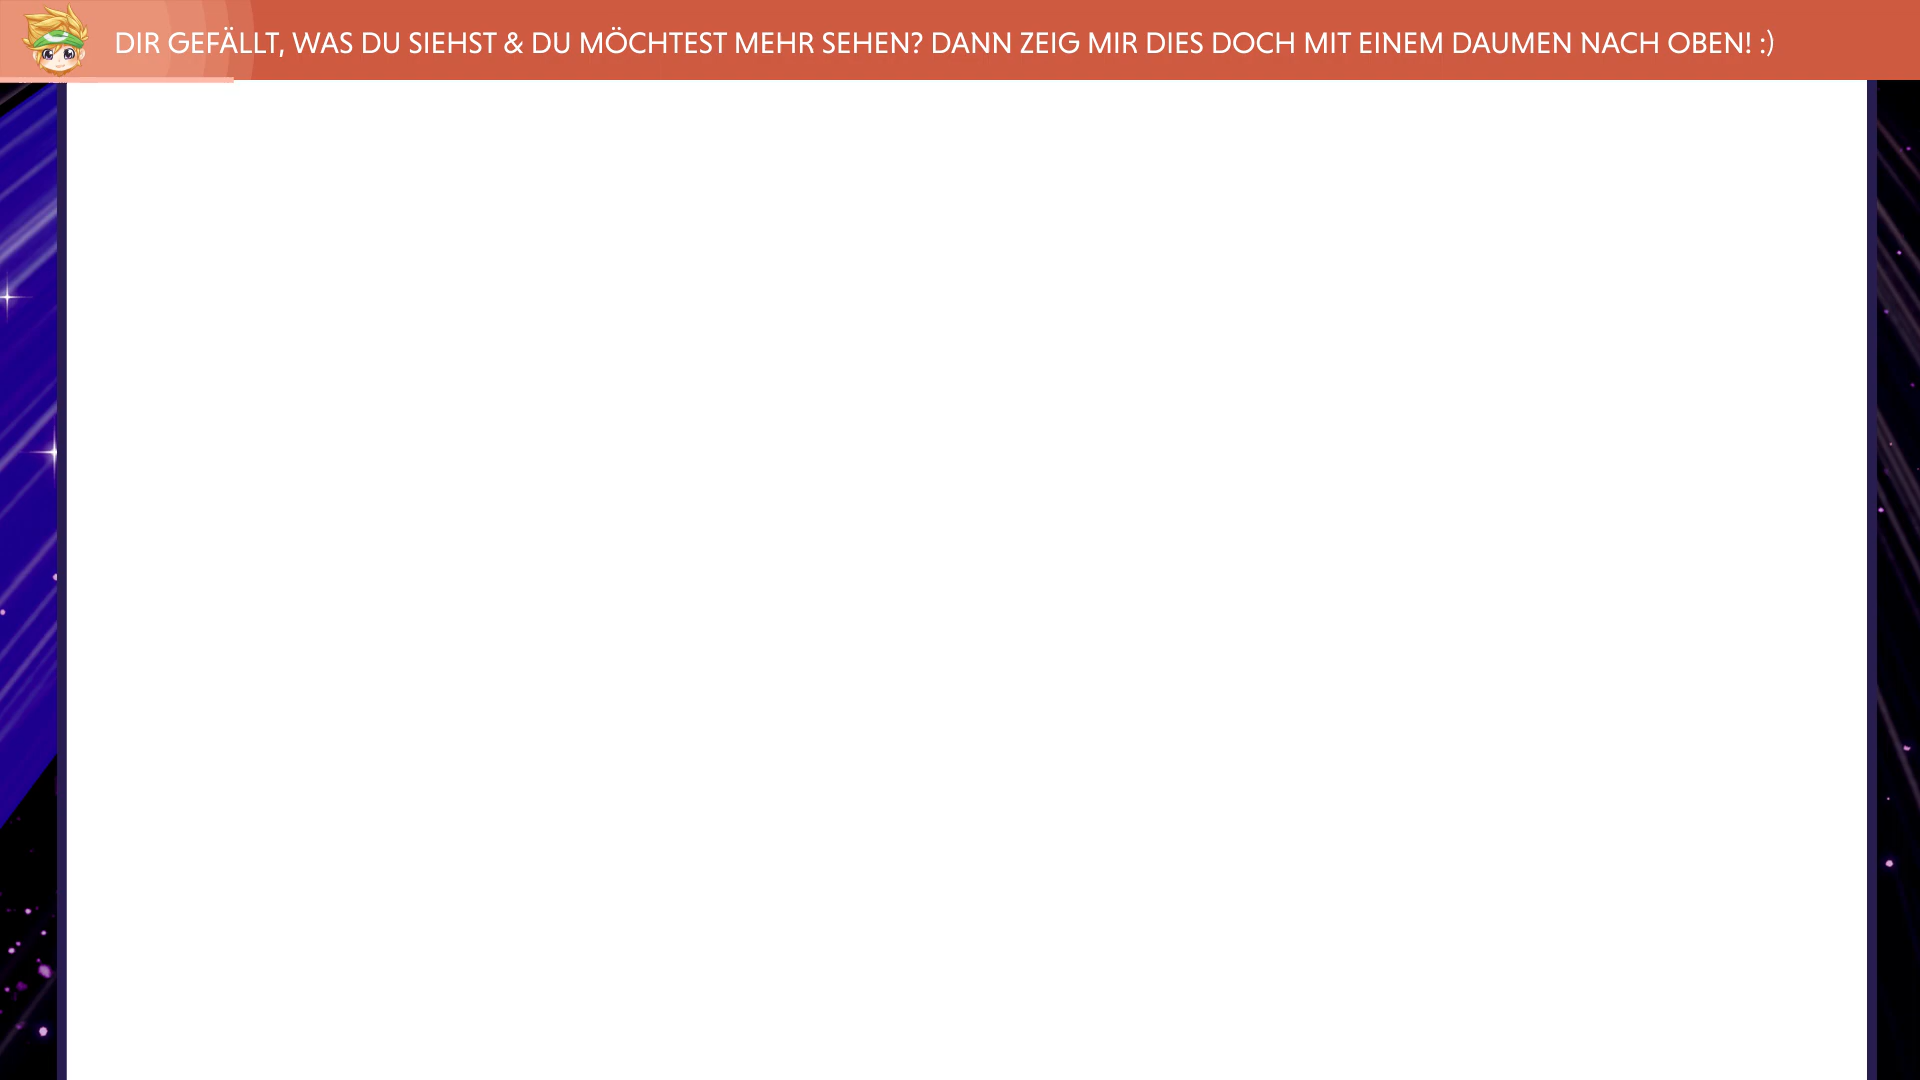 DIR GEFÄLLT, WAS DU SIEHST & DU MÖCHTEST MEHR SEHEN? DANN ZEIG MIR DIES DOCH MIT EINEM DAUMEN NACH OBEN! :)